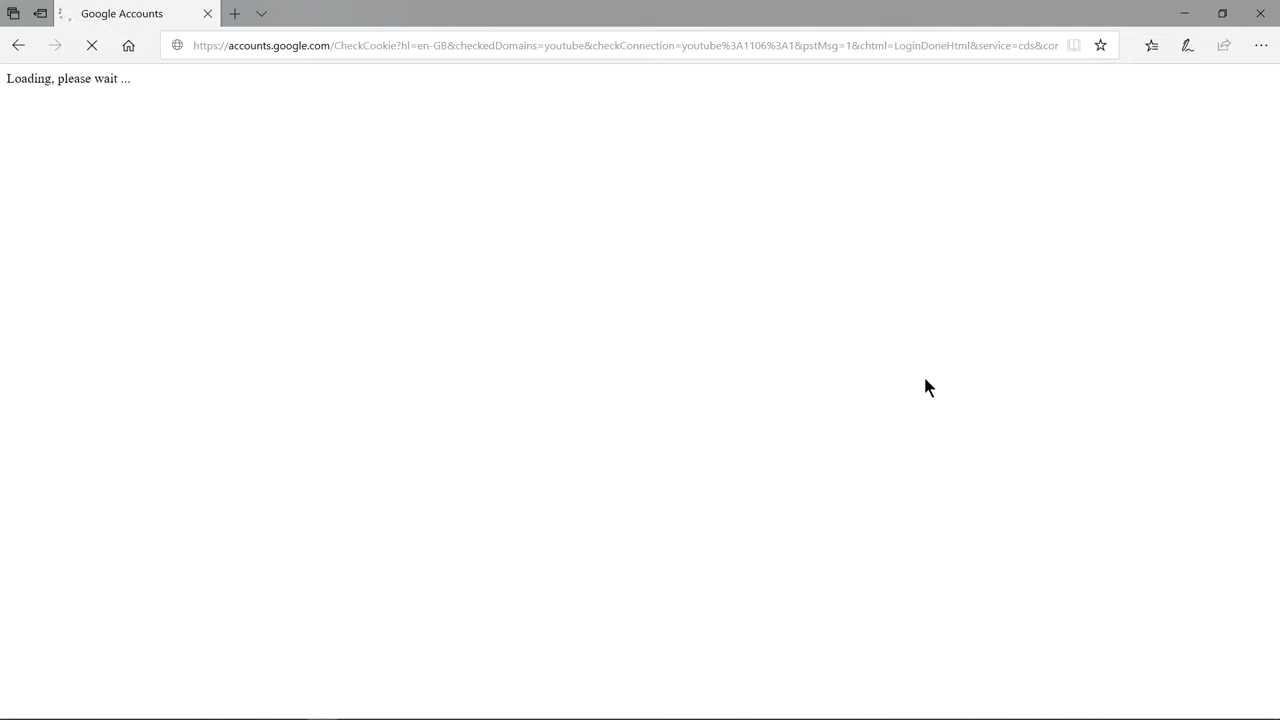 Google Accounts
https://accounts.google.com/CheckCookie?hl=en-GB&checkedDomains=youtube&checkConnection=youtube%3A1106%3A1&pstMsg=1&chtml=LoginDoneHtml&service=cds&cor
Loading, please wait ...